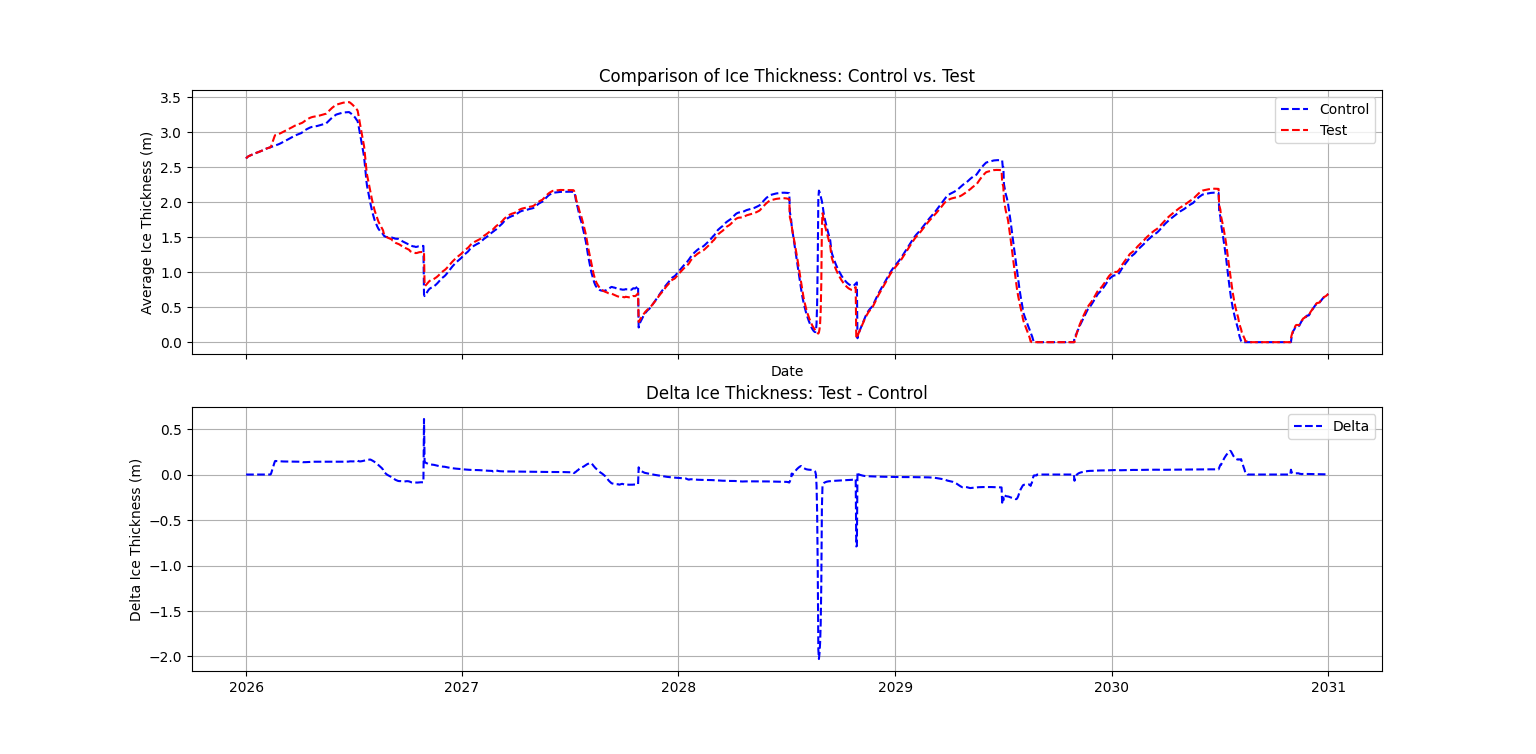 Comparison of Ice Thickness: Control vs. Test
Average Ice Thickness (m)
3.5
3.0
2.5
2.0
1.5
1.0
0.5
0.0
Control
Test
Date
Delta Ice Thickness: Test - Control
Delta Ice Thickness (m)
0.5
0.0
−0.5
−1.0
−1.5
−2.0
Delta
2026 2027 2028 2029 2030 2031